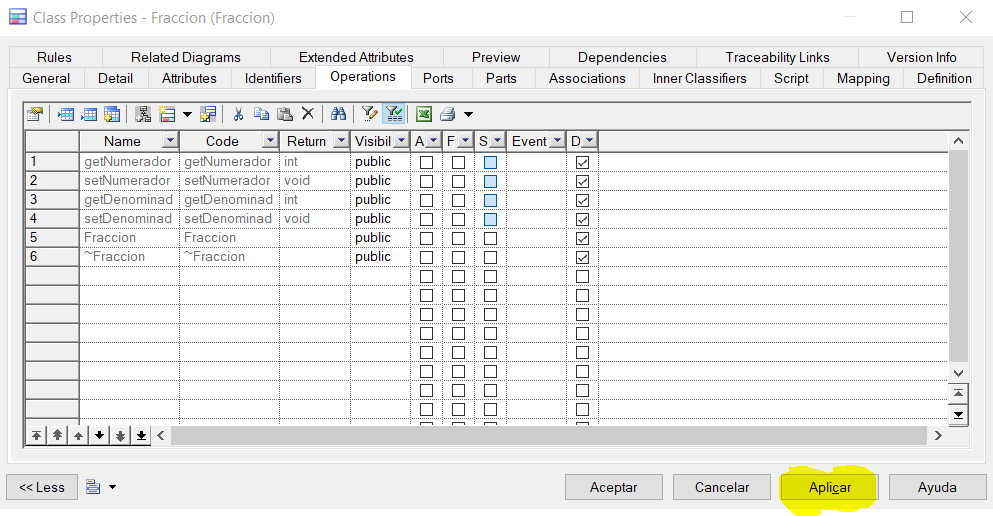 Class Properties - Fraccion (Fraccion)
Rules Related Diagrams Extended Attributes Preview Dependencies Traceability Links Version Info
General Detail Attributes Identifiers Operations Ports Parts Associations Inner Classifiers Script Mapping Definition
Name Code Return Visibil A F S Event D
1 getNumerador getNumerador int public
2 setNumerador setNumerador void public
3 getDenominad getDenominad int public
4 setDenominad setDenominad void public
5 Fraccion Fraccion public
6 ~Fraccion ~Fraccion public
<< Less Aceptar Cancelar Aplicar Ayuda